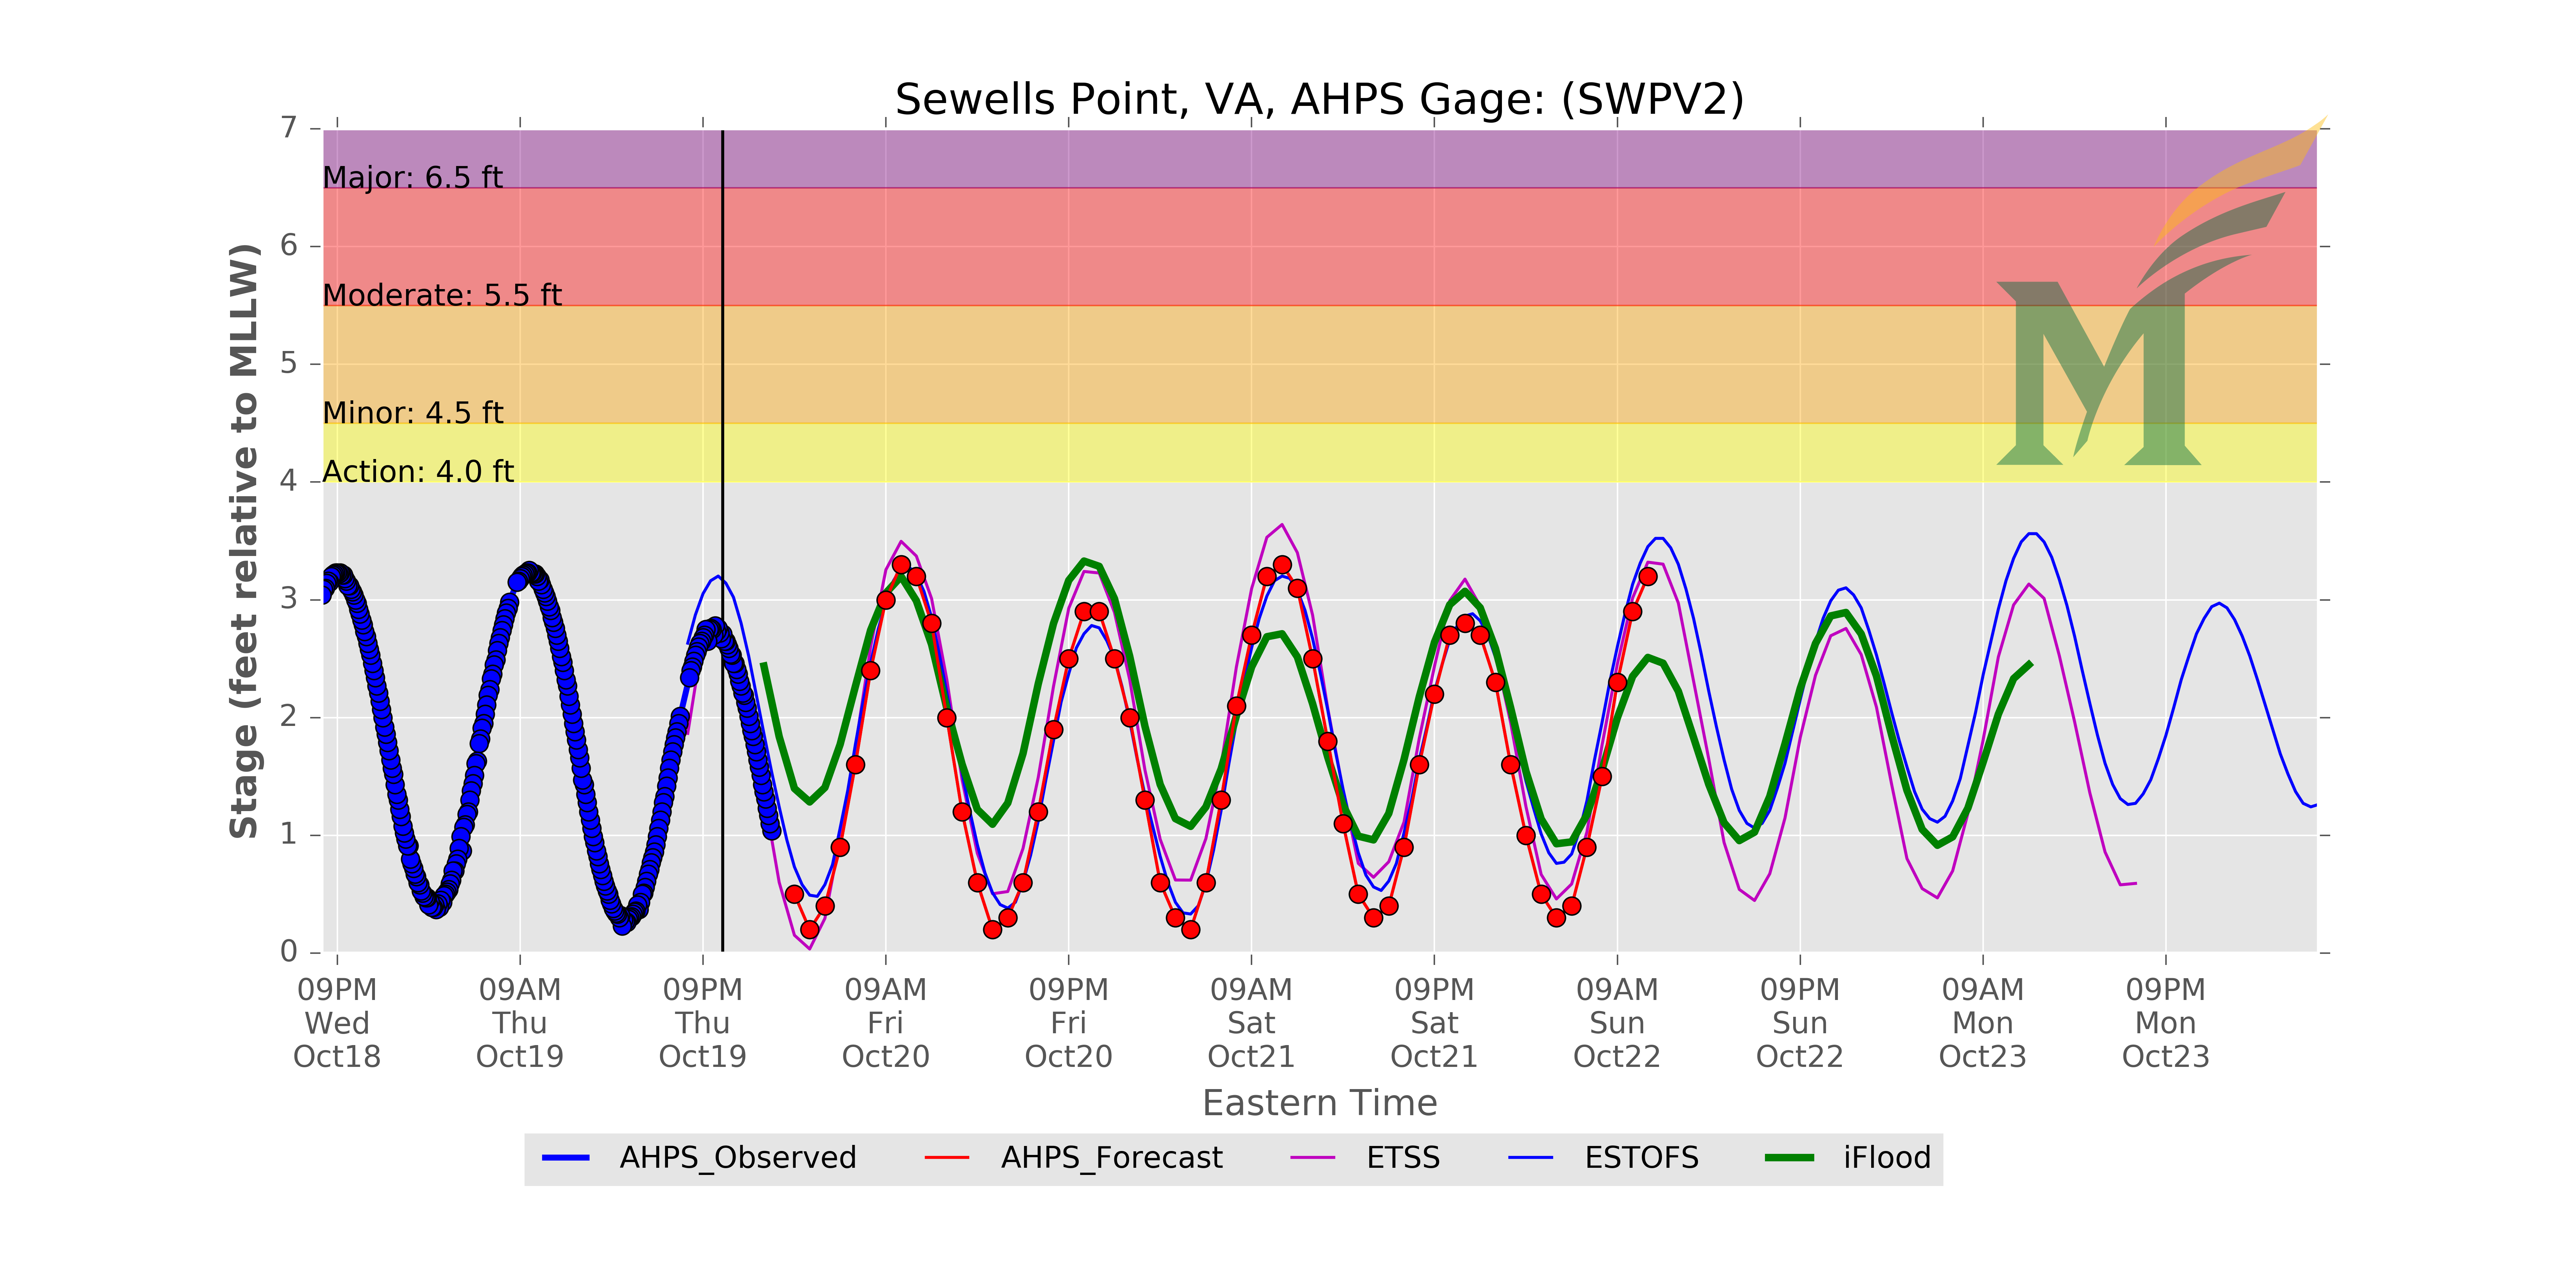 Sewells Point, VA, AHPS Gage: (SWPV2)
7
Major: 6.5 ft
6
Moderate: 5.5 ft
5
Minor: 4.5 ft
Action: 4.0 ft
4
3
2
1
0
Stage (feet relative to MLLW)
09PM 09AM 09PM 09AM 09PM 09AM 09PM 09AM 09PM 09AM 09PM
Wed Thu Thu Fri Fri Sat Sat Sun Sun Mon Mon
Oct18 Oct19 Oct19 Oct20 Oct20 Oct21 Oct21 Oct22 Oct22 Oct23 Oct23
Eastern Time
AHPS_Observed AHPS_Forecast ETSS ESTOFS iFlood
M